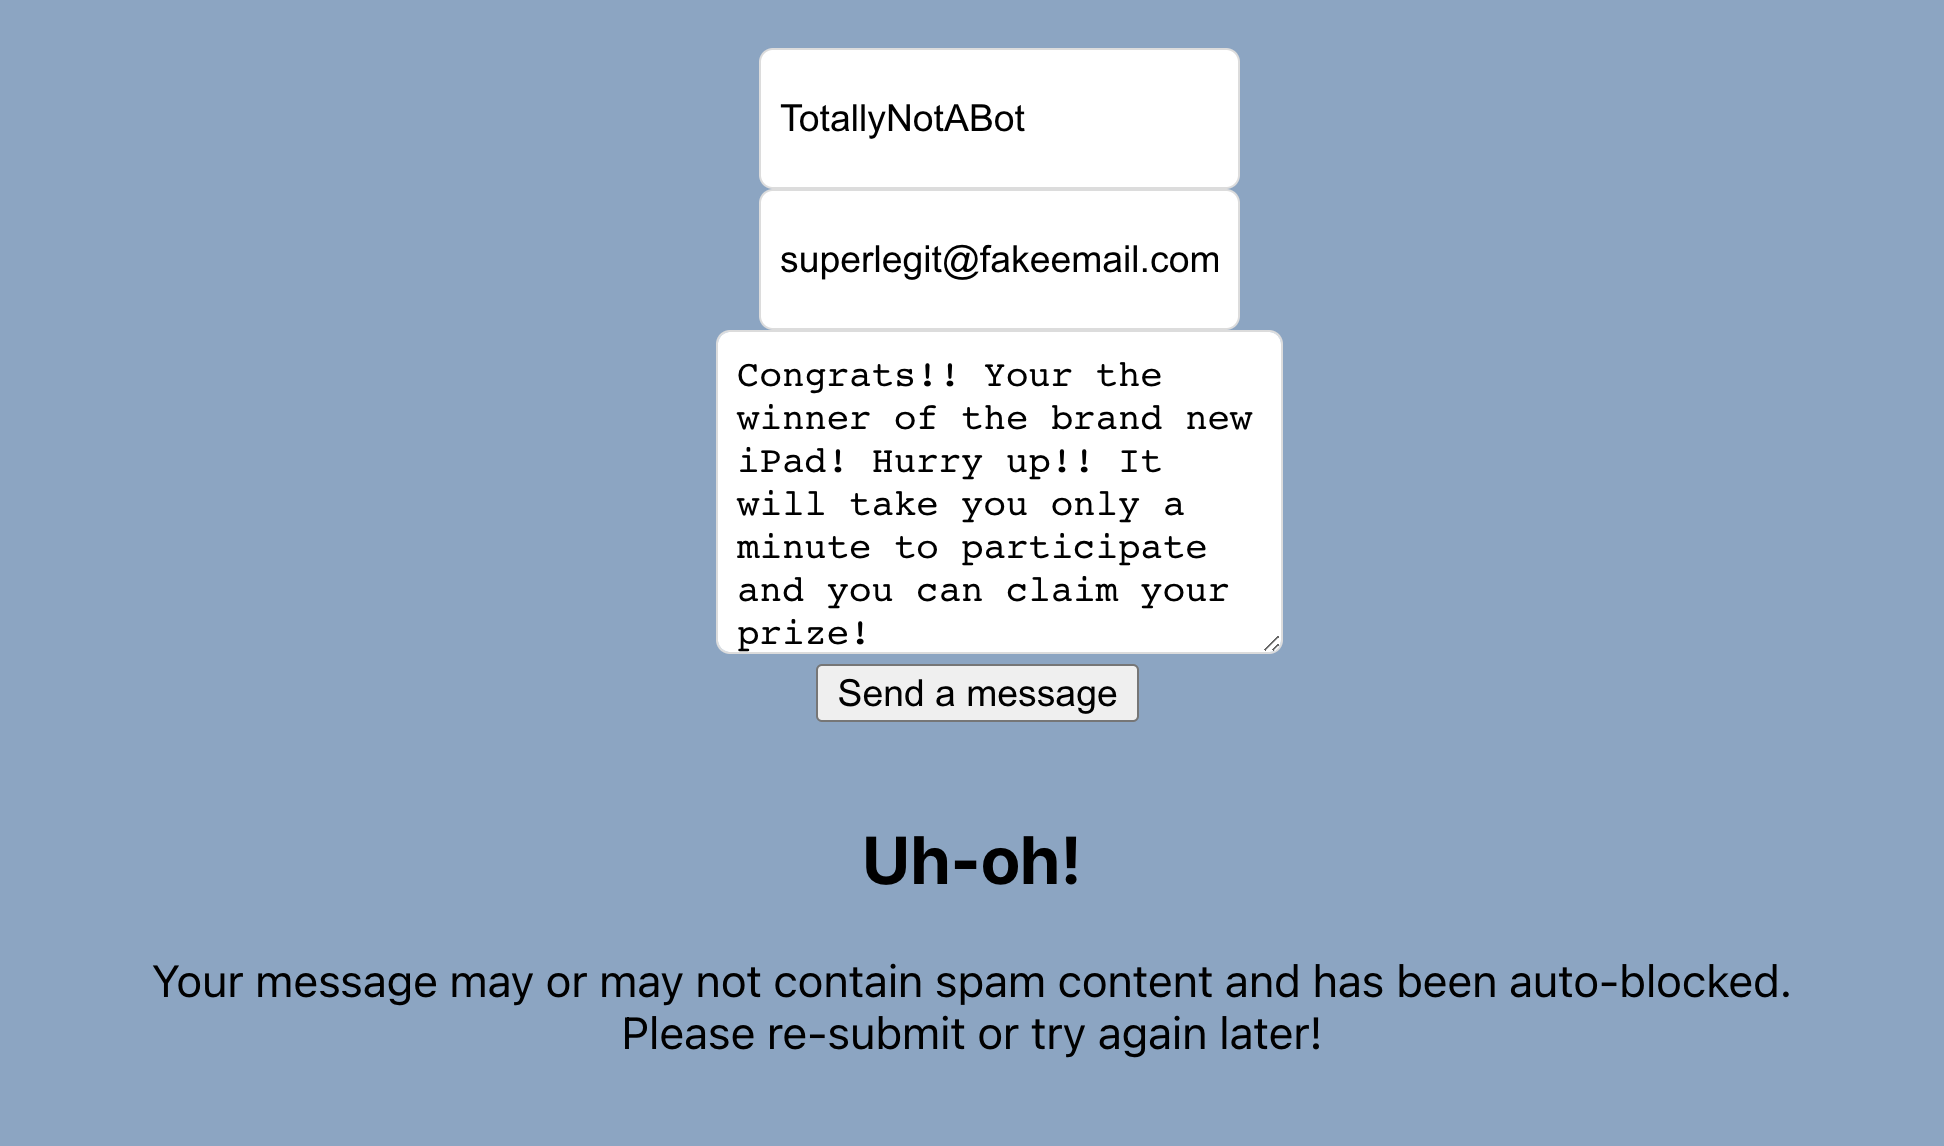 TotallyNotABot
superlegit@fakeemail.com
Congrats!! Your the
winner of the brand new
iPad! Hurry up!! It
will take you only a
minute to participate
and you can claim your
prize!
Send a message
Uh-oh!
Your message may or may not contain spam content and has been auto-blocked.
Please re-submit or try again later!